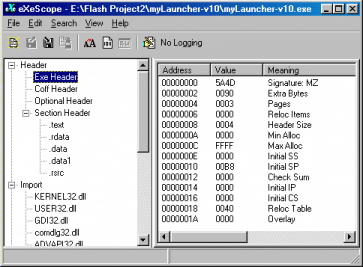 eXeScope - E:\Flash Project2\myLauncher-v10\myLauncher-v10.exe
File Edit Search View Help
No Logging
Header
Exe Header
Coff Header
Optional Header
Section Header
.text
.rdata
.data
.data1
.rsrc
Import
KERNEL32.dll
USER32.dll
GDI32.dll
comdlg32.dll
ADVAPI32.dll
Address Value Meaning
00000000 5A4D Signature: MZ
00000002 0090 Extra Bytes
00000004 0003 Pages
00000006 0000 Reloc Items
00000008 0004 Header Size
0000000A 0000 Min Alloc
0000000C FFFF Max Alloc
0000000E 0000 Initial SS
00000010 00B8 Initial SP
00000012 0000 Check Sum
00000014 0000 Initial IP
00000016 0000 Initial CS
00000018 0040 Reloc Table
0000001A 0000 Overlay